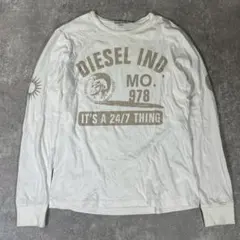 DIESEL IND
MO.
978
IT'S A 24/7 THING